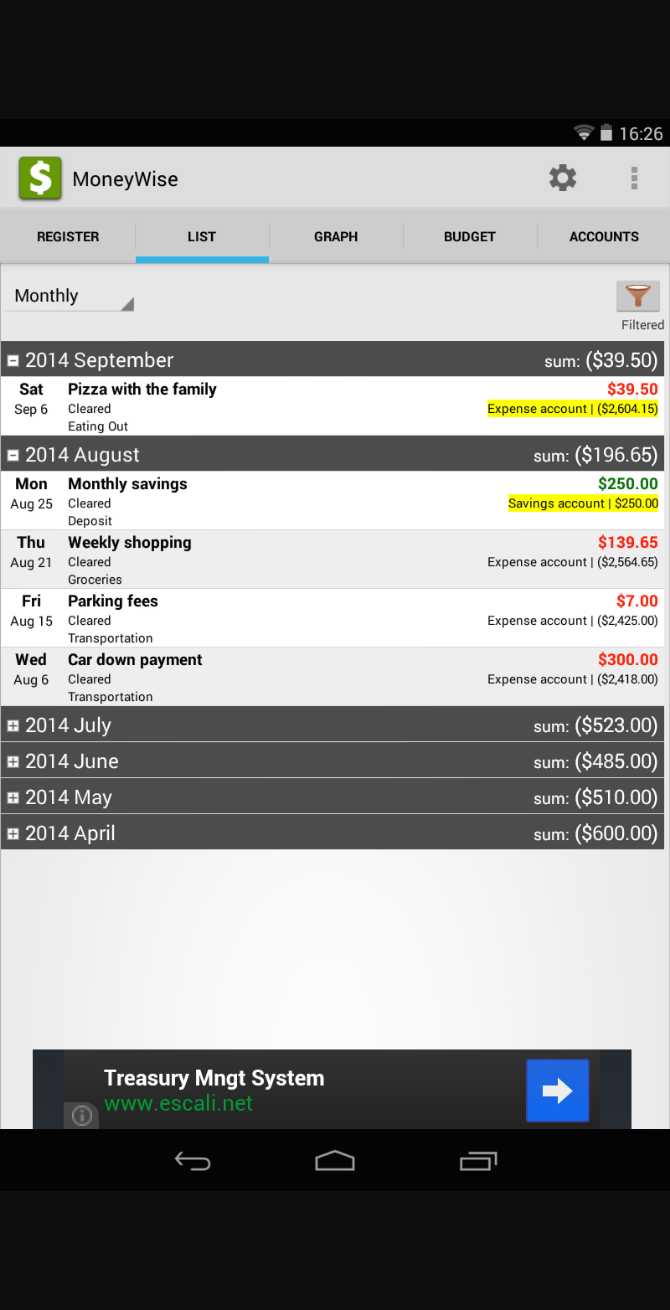 16:26
MoneyWise
REGISTER LIST GRAPH BUDGET ACCOUNTS
Monthly
Filtered
2014 September sum: ($39.50)
Sat Pizza with the family $39.50
Sep 6 Cleared Expense account | ($2,604.15)
Eating Out
2014 August sum: ($196.65)
Mon Monthly savings $250.00
Aug 25 Cleared Savings account | $250.00
Deposit
Thu Weekly shopping $139.65
Aug 21 Cleared Expense account | ($2,564.65)
Groceries
Fri Parking fees $7.00
Aug 15 Cleared Expense account | ($2,425.00)
Transportation
Wed Car down payment $300.00
Aug 6 Cleared Expense account | ($2,418.00)
Transportation
2014 July sum: ($523.00)
2014 June sum: ($485.00)
2014 May sum: ($510.00)
2014 April sum: ($600.00)
Treasury Mngt System
www.escali.net